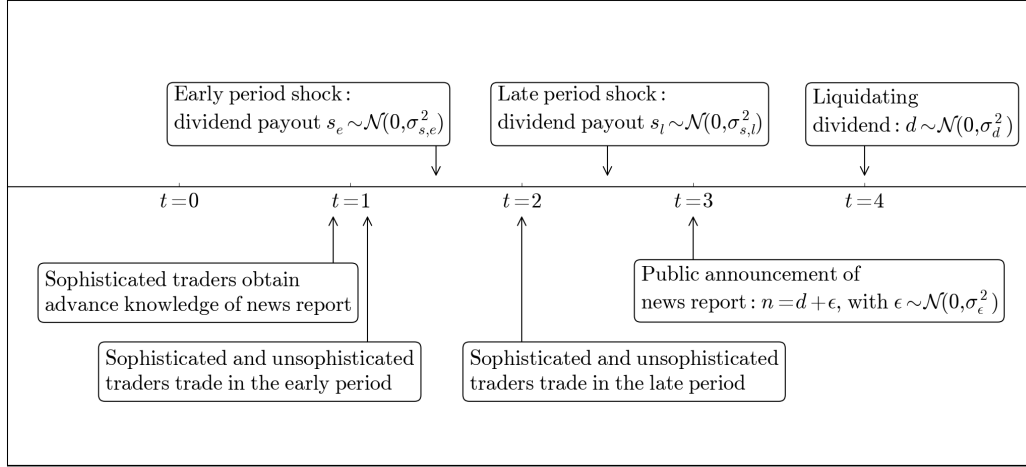 Early period shock:
dividend payout s_e ~ N(0,σ²_{s,e})
Late period shock:
dividend payout s_l ~ N(0,σ²_{s,l})
Liquidating
dividend: d ~ N(0,σ²_d)
t=0
t=1
t=2
t=3
t=4
Sophisticated traders obtain
advance knowledge of news report
Public announcement of
news report: n=d+ϵ, with ϵ ~ N(0,σ²_ϵ)
Sophisticated and unsophisticated
traders trade in the early period
Sophisticated and unsophisticated
traders trade in the late period